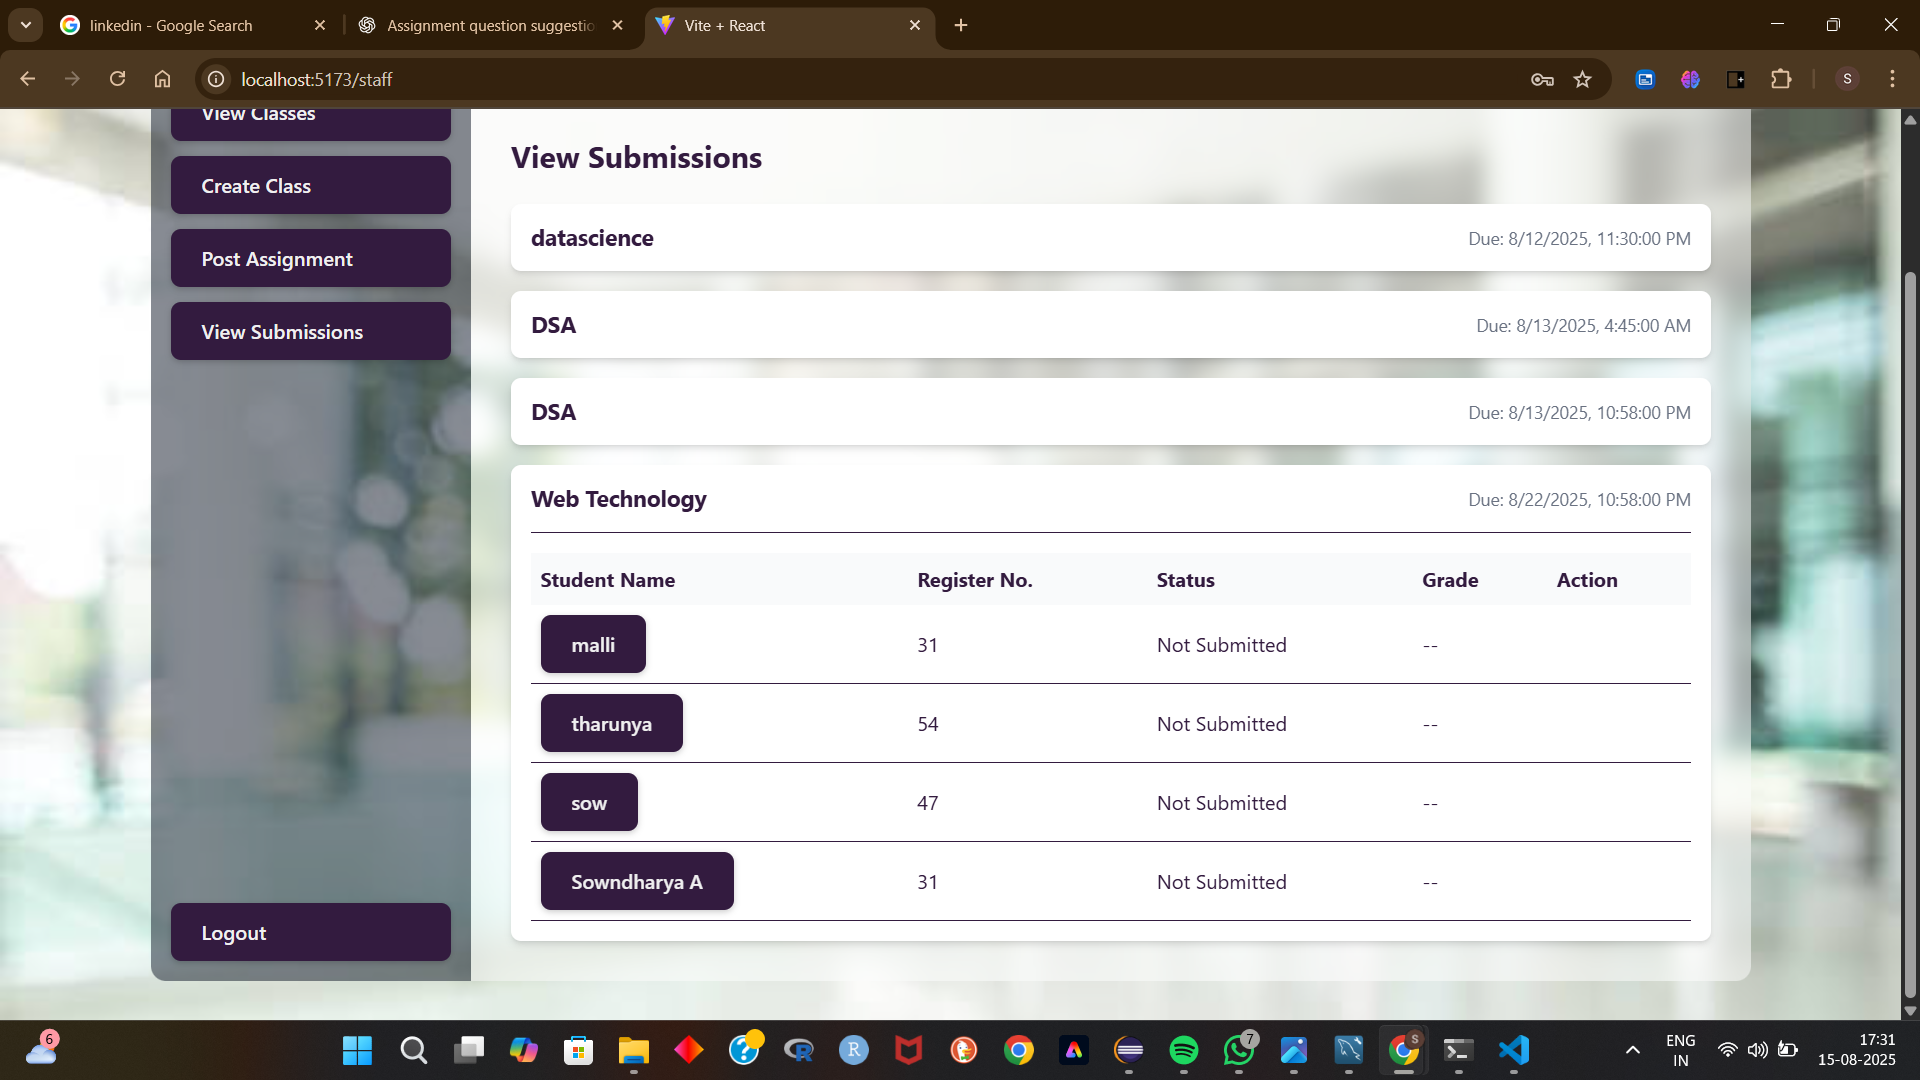 linkedin - Google Search
Assignment question suggestio
Vite + React
localhost:5173/staff
S
View Classes
Create Class
Post Assignment
View Submissions
Logout
View Submissions
datascience
Due: 8/12/2025, 11:30:00 PM
DSA
Due: 8/13/2025, 4:45:00 AM
DSA
Due: 8/13/2025, 10:58:00 PM
Web Technology
Due: 8/22/2025, 10:58:00 PM
Student Name Register No. Status Grade Action
malli 31 Not Submitted --
tharunya 54 Not Submitted --
sow 47 Not Submitted --
Sowndharya A 31 Not Submitted --
6
R
R
7
S
ENG
IN
17:31
15-08-2025